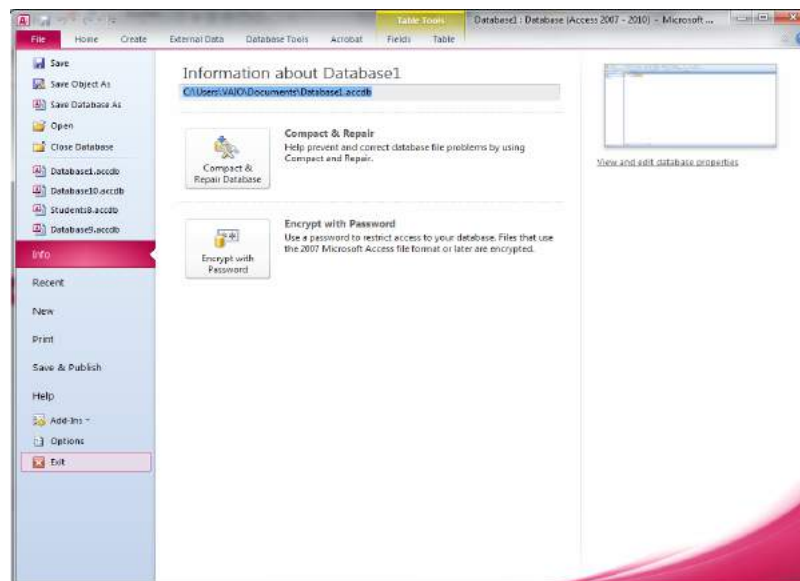 Table Tools
Database1 : Database (Access 2007 - 2010) - Microsoft ...
File Home Create External Data Database Tools Acrobat Fields Table
Save
Save Object As
Save Database As
Open
Close Database
Database1.accdb
Database10.accdb
Students8.accdb
Database9.accdb
Info
Recent
New
Print
Save & Publish
Help
Add-Ins
Options
Exit
Information about Database1
C:\Users\VAIO\Documents\Database1.accdb
Compact &
Repair Database
Compact & Repair
Help prevent and correct database file problems by using
Compact and Repair.
Encrypt with
Password
Encrypt with Password
Use a password to restrict access to your database. Files that use
the 2007 Microsoft Access file format or later are encrypted.
View and edit database properties